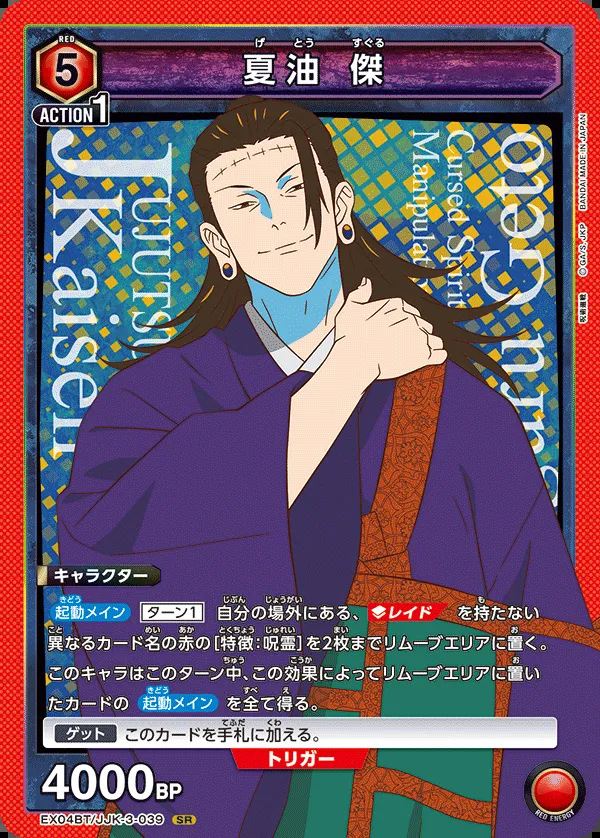 RED
5
ACTION 1
げ とう すぐる
夏油 傑
JUJUTSU
Kaisen
Cursed Spirit
Manipulat
BANDAI MADE IN JAPAN
©GA/S,JKP
呪術廻戦
キャラクター
起動メイン ターン1 自分の場外にある、レイド を持たない
異なるカード名の赤の[特徴:呪霊]を2枚までリムーブエリアに置く。
このキャラはこのターン中、この効果によってリムーブエリアに置い
たカードの 起動メイン を全て得る。
ゲット このカードを手札に加える。
トリガー
4000BP
EX04BT/JJK-3-039 SR
RED ENERGY